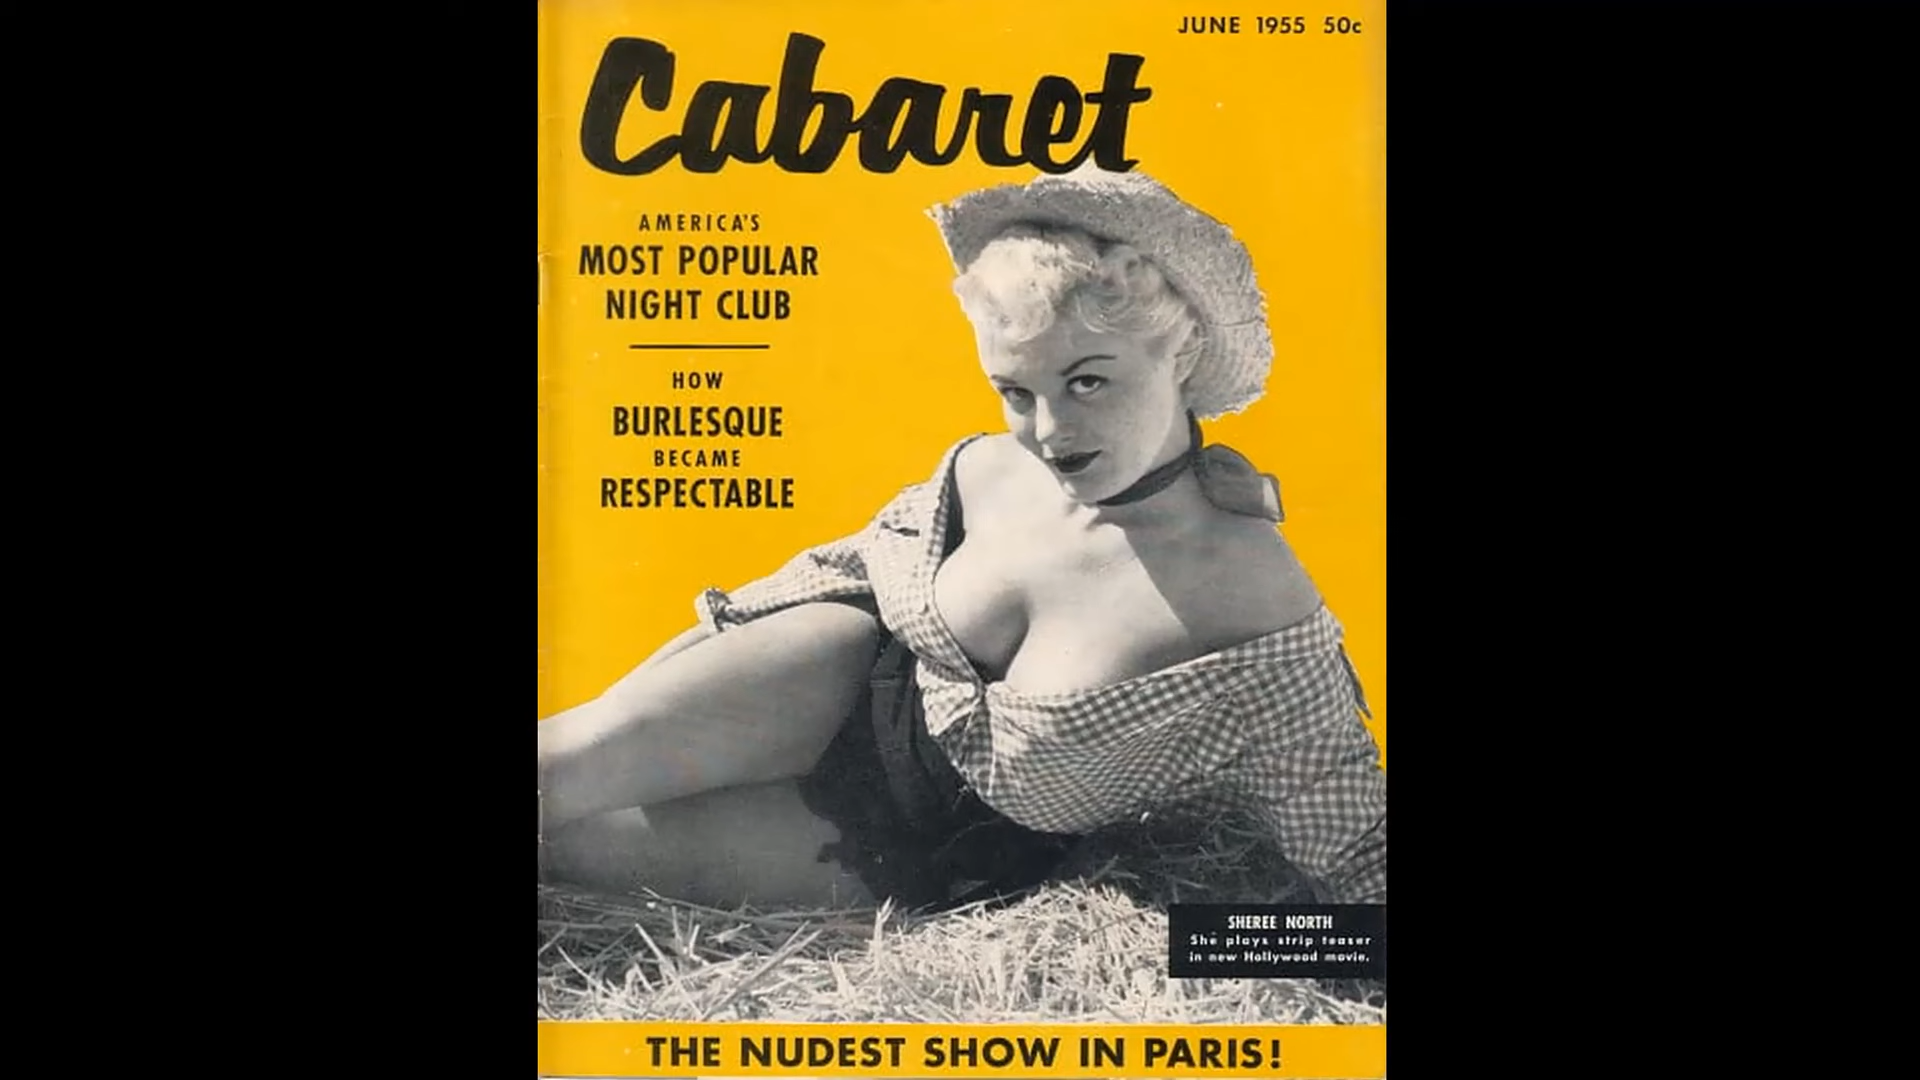 JUNE 1955 50c
Cabaret
AMERICA'S
MOST POPULAR
NIGHT CLUB
HOW
BURLESQUE
BECAME
RESPECTABLE
SHEREE NORTH
She plays strip teaser
in new Hollywood movie.
THE NUDEST SHOW IN PARIS!